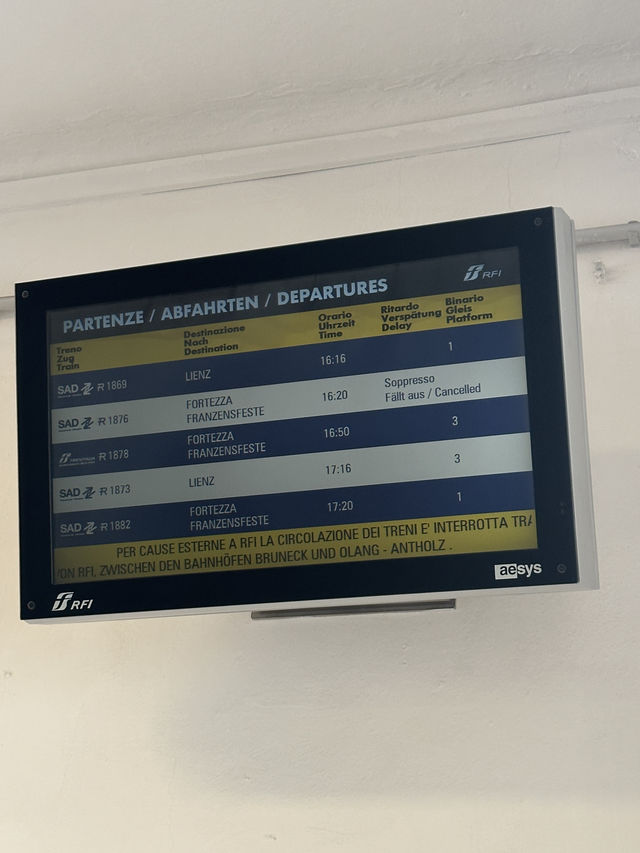 PARTENZE / ABFAHRTEN / DEPARTURES
RFI
Treno
Zug
Train
Destinazione
Nach
Destination
Orario
Uhrzeit
Time
Ritardo
Verspätung
Delay
Binario
Gleis
Platform
SAD R 1869 LIENZ 16:16 1
SAD R 1876 FORTEZZA FRANZENSFESTE 16:20 Soppresso
Fällt aus / Cancelled
TRENITALIA R 1878 FORTEZZA FRANZENSFESTE 16:50 3
SAD R 1873 LIENZ 17:16 3
SAD R 1882 FORTEZZA FRANZENSFESTE 17:20 1
PER CAUSE ESTERNE A RFI LA CIRCOLAZIONE DEI TRENI E' INTERROTTA TRA
VON RFI, ZWISCHEN DEN BAHNHÖFEN BRUNECK UND OLANG - ANTHOLZ .
RFI
aesys